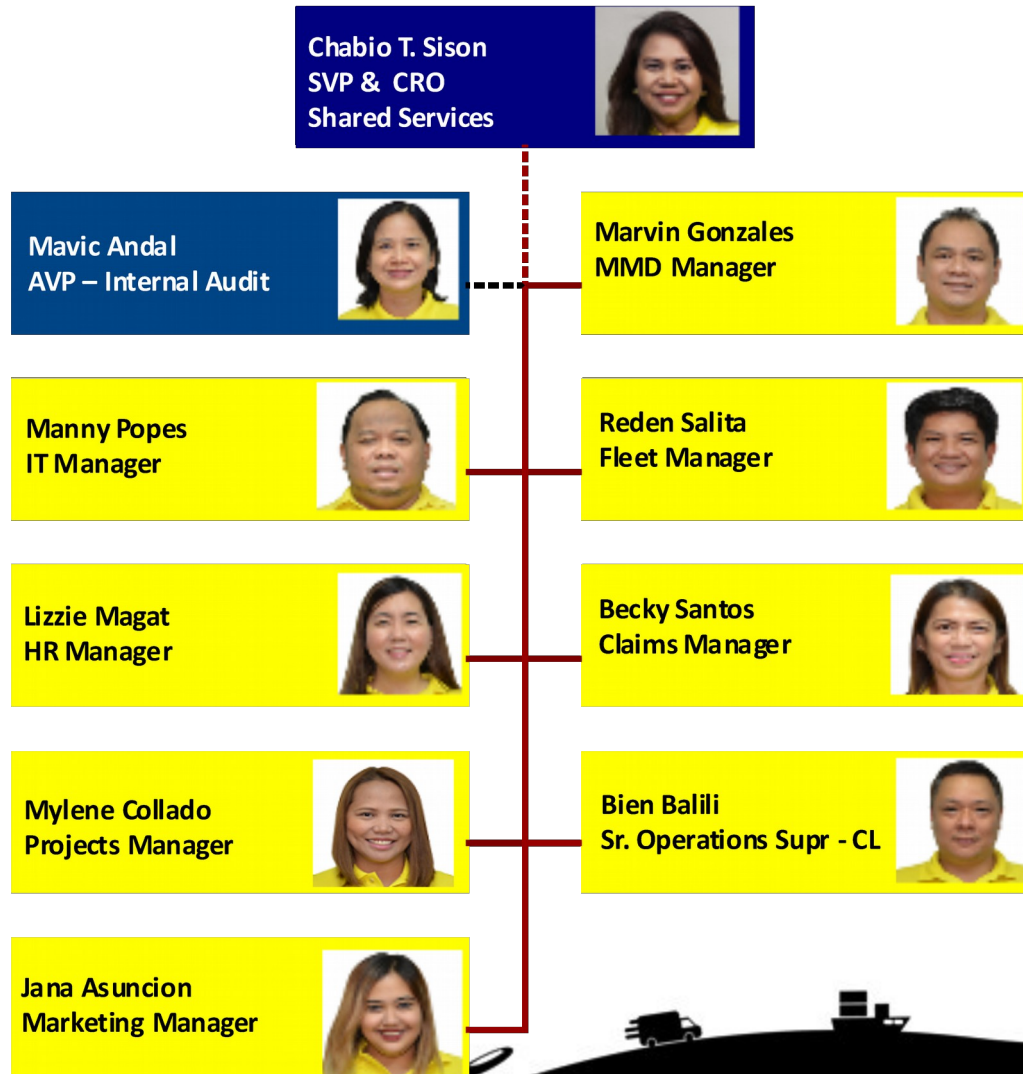 Chabio T. Sison
SVP & CRO
Shared Services
Mavic Andal
AVP – Internal Audit
Marvin Gonzales
MMD Manager
Manny Popes
IT Manager
Reden Salita
Fleet Manager
Lizzie Magat
HR Manager
Becky Santos
Claims Manager
Mylene Collado
Projects Manager
Bien Balili
Sr. Operations Supr - CL
Jana Asuncion
Marketing Manager